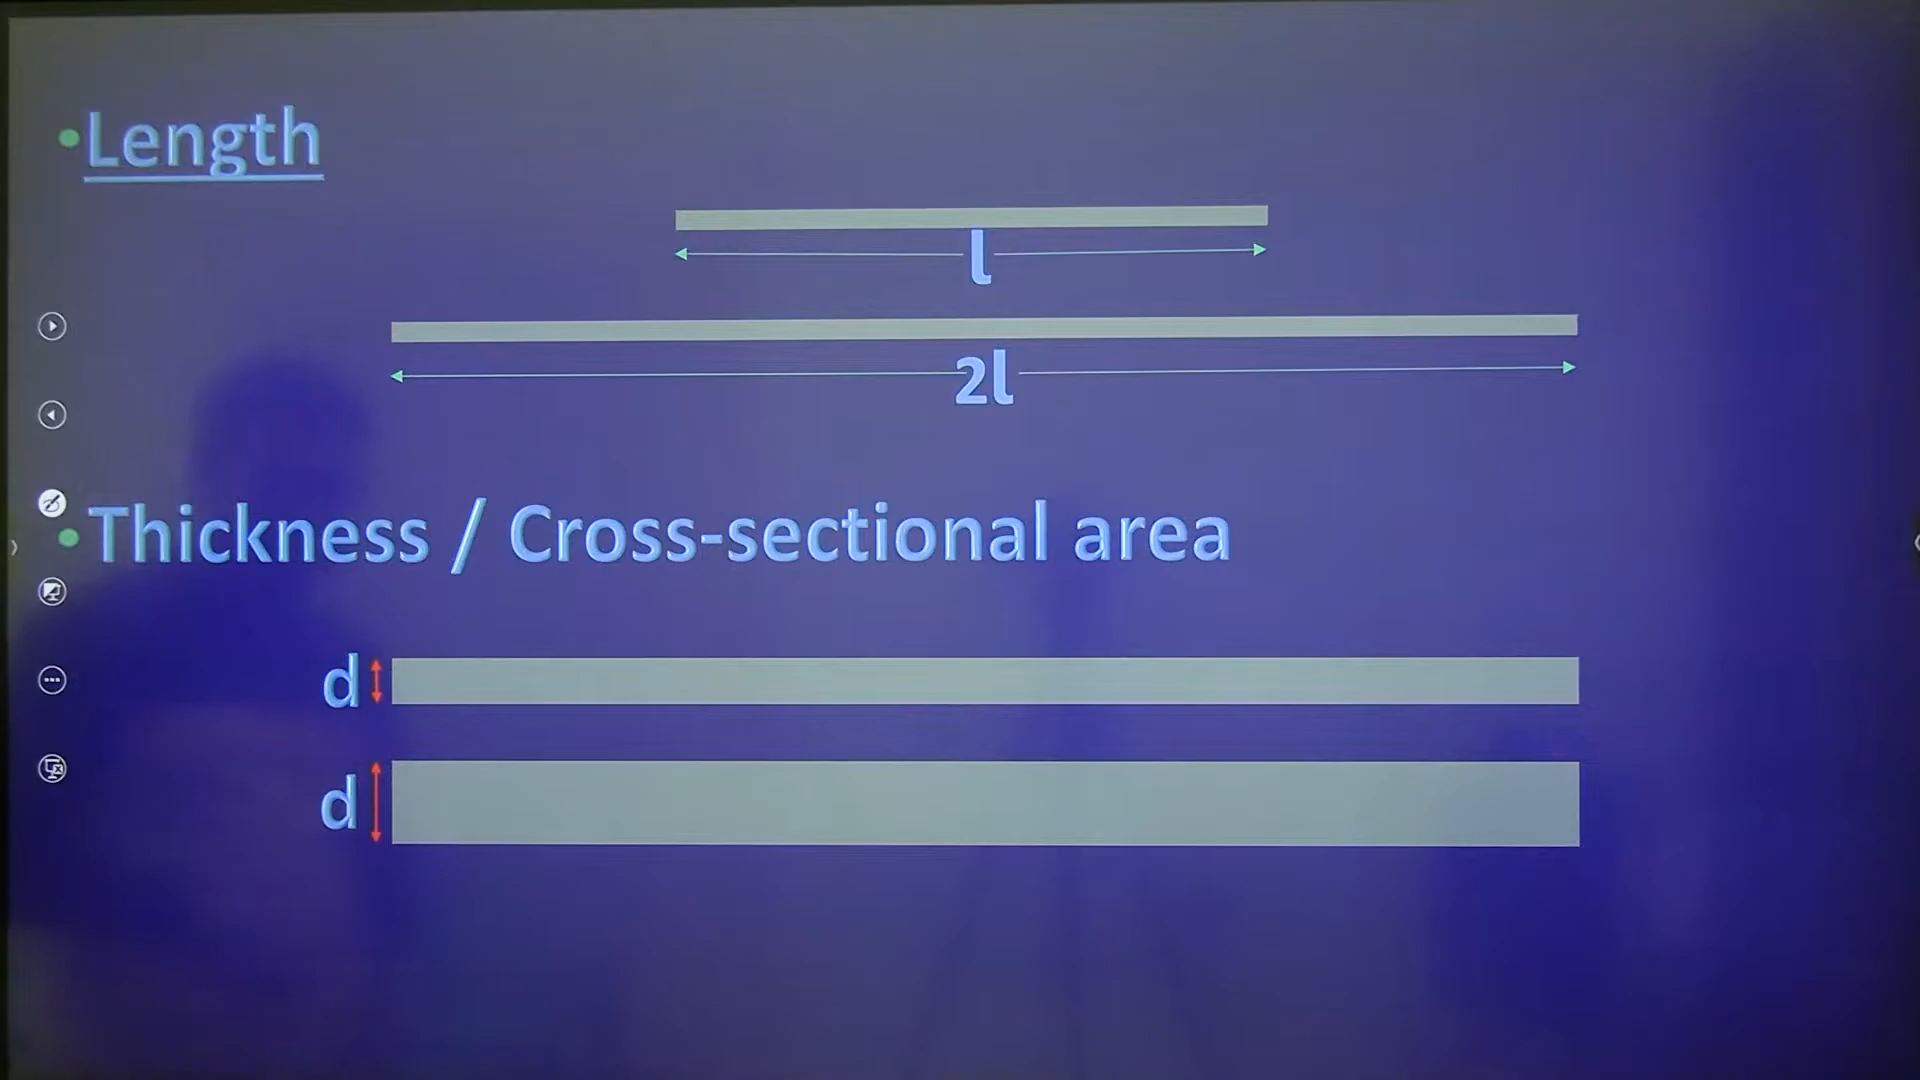 •Length
l
2l
• Thickness / Cross-sectional area
d
d